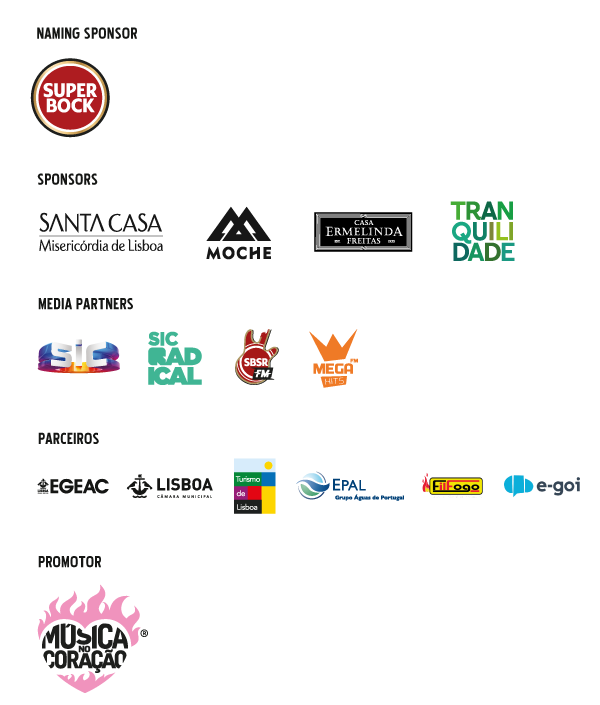 NAMING SPONSOR
SUPER
BOCK
SPONSORS
SANTA CASA
Misericórdia de Lisboa
MOCHE
CASA
ERMELINDA
FREITAS
TRAN
QUILI
DADE
MEDIA PARTNERS
SIC
SIC
RAD
ICAL
SBSR
FM
MEGA FM
HITS
PARCEIROS
EGEAC
LISBOA
CÂMARA MUNICIPAL
Turismo
de
Lisboa
EPAL
Grupo Águas de Portugal
e-goi
PROMOTOR
MÚSICA
NO
CORAÇÃO
®